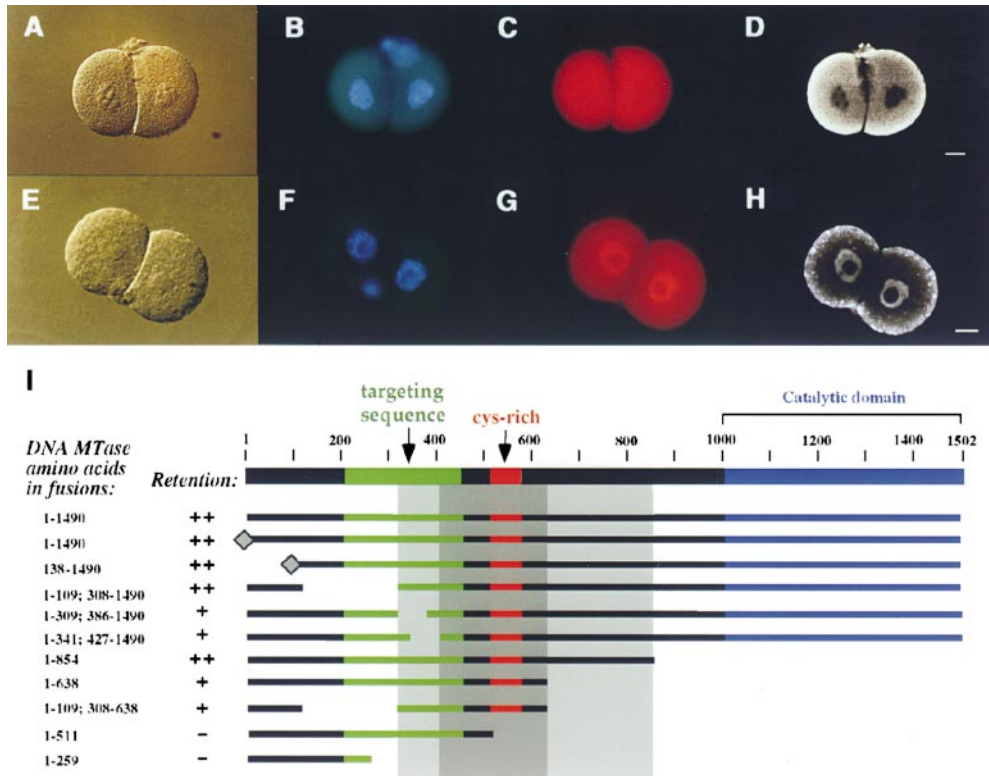 A B C D
E F G H
I
targeting
sequence
cys-rich
Catalytic domain
1 200 400 600 800 1000 1200 1400 1502
DNA MTase
amino acids
in fusions:
Retention:
1-1490 ++
1-1490 ++
138-1490 ++
1-109; 308-1490 ++
1-309; 386-1490 +
1-341; 427-1490 +
1-854 ++
1-638 +
1-109; 308-638 +
1-511 -
1-259 -